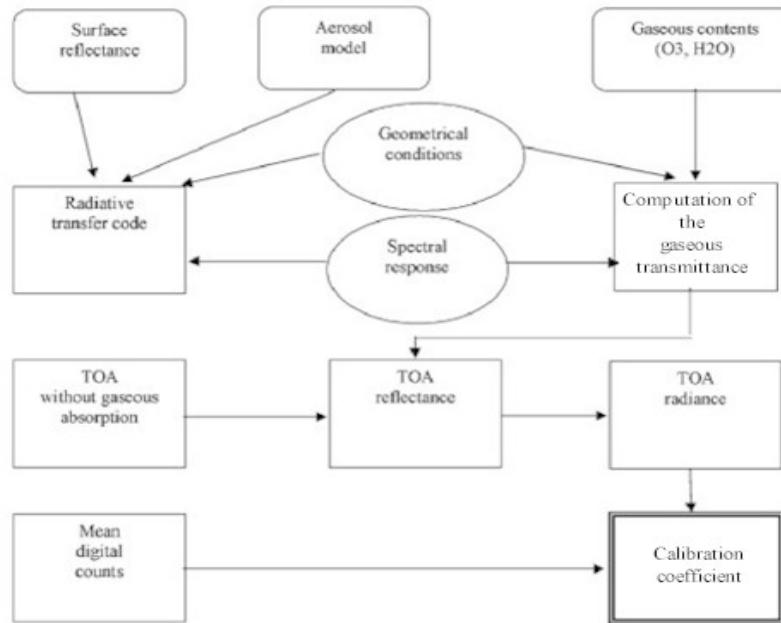 Surface
reflectance
Aerosol
model
Gaseous contents
(O3, H2O)
Geometrical
conditions
Radiative
transfer code
Computation of
the
gaseous
transmittance
Spectral
response
TOA
without gaseous
absorption
TOA
reflectance
TOA
radiance
Mean
digital
counts
Calibration
coefficient